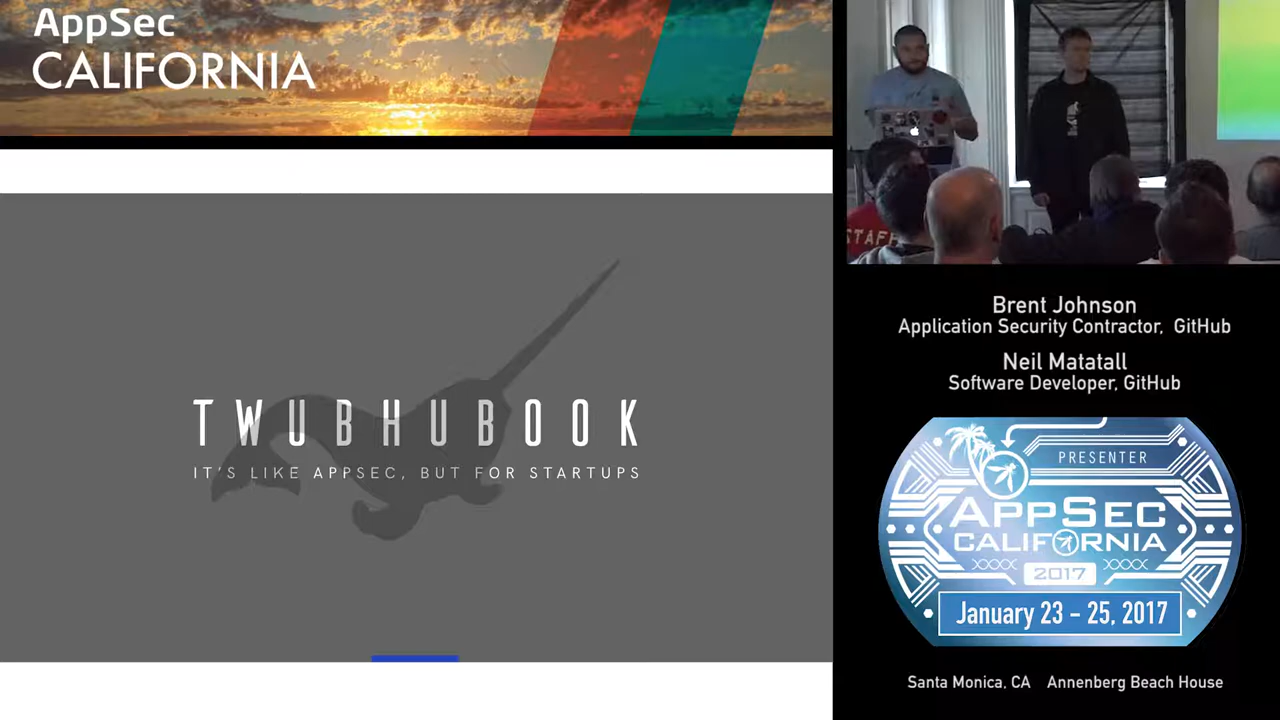 AppSec
CALIFORNIA
TWUBHUBOOK
IT'S LIKE APPSEC, BUT FOR STARTUPS
STAFF
Brent Johnson
Application Security Contractor, GitHub
Neil Matatall
Software Developer, GitHub
PRESENTER
APPSEC
CALIFORNIA
2017
January 23 - 25, 2017
Santa Monica, CA Annenberg Beach House